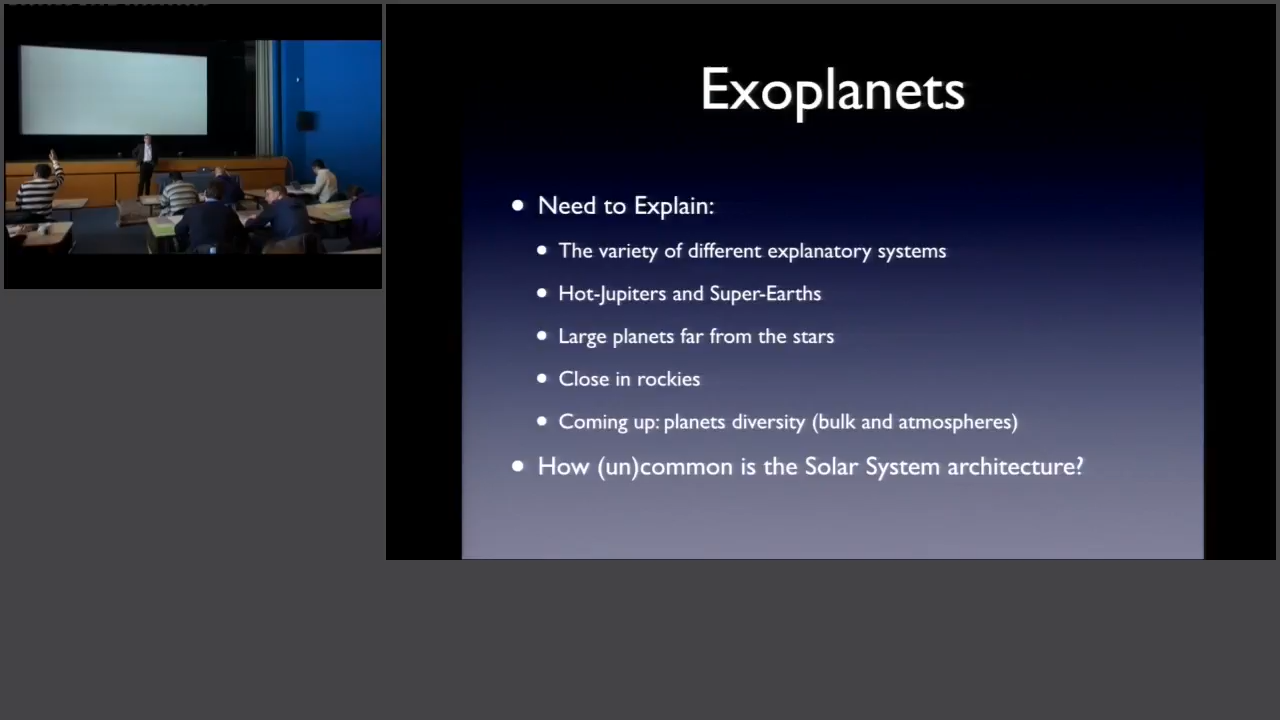 Exoplanets
• Need to Explain:
• The variety of different explanatory systems
• Hot-Jupiters and Super-Earths
• Large planets far from the stars
• Close in rockies
• Coming up: planets diversity (bulk and atmospheres)
• How (un)common is the Solar System architecture?